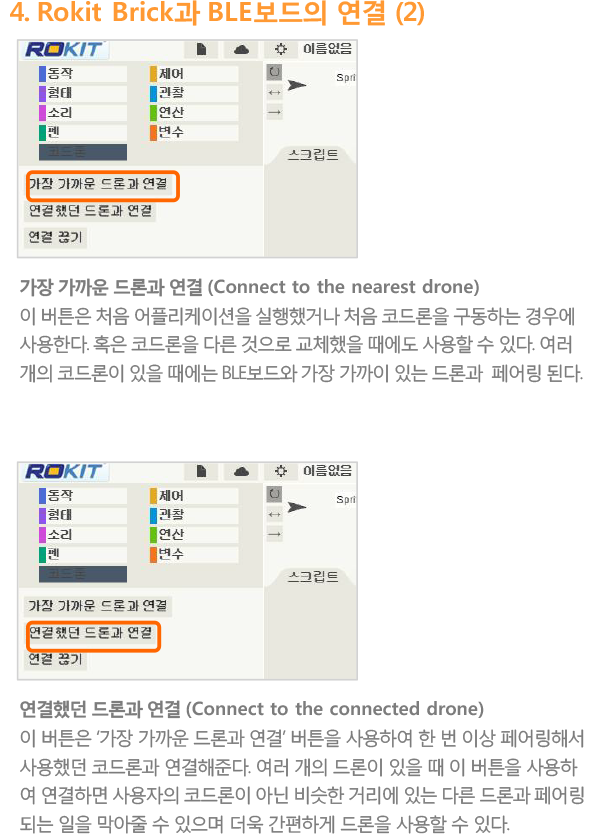 4. Rokit Brick과 BLE보드의 연결 (2)
ROKIT 이름없음
동작 제어
형태 관찰 Spri
소리 연산
펜 변수
코드론
스크립트
가장 가까운 드론과 연결
연결했던 드론과 연결
연결 끊기
가장 가까운 드론과 연결 (Connect to the nearest drone)
이 버튼은 처음 어플리케이션을 실행했거나 처음 코드론을 구동하는 경우에
사용한다. 혹은 코드론을 다른 것으로 교체했을 때에도 사용할 수 있다. 여러
개의 코드론이 있을 때에는 BLE보드와 가장 가까이 있는 드론과 페어링 된다.
ROKIT 이름없음
동작 제어
형태 관찰 Spri
소리 연산
펜 변수
코드론
스크립트
가장 가까운 드론과 연결
연결했던 드론과 연결
연결 끊기
연결했던 드론과 연결 (Connect to the connected drone)
이 버튼은 ‘가장 가까운 드론과 연결’ 버튼을 사용하여 한 번 이상 페어링해서
사용했던 코드론과 연결해준다. 여러 개의 드론이 있을 때 이 버튼을 사용하
여 연결하면 사용자의 코드론이 아닌 비슷한 거리에 있는 다른 드론과 페어링
되는 일을 막아줄 수 있으며 더욱 간편하게 드론을 사용할 수 있다.